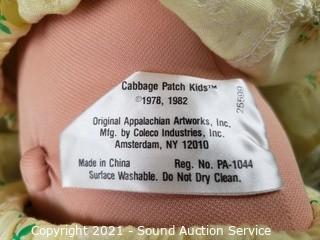 Cabbage Patch Kids™
©1978, 1982
25599
Original Appalachian Artworks, Inc.
Mfg. by Coleco Industries, Inc.
Amsterdam, NY 12010
Made in China Reg. No. PA-1044
Surface Washable. Do Not Dry Clean.
Copyright 2021 - Sound Auction Service